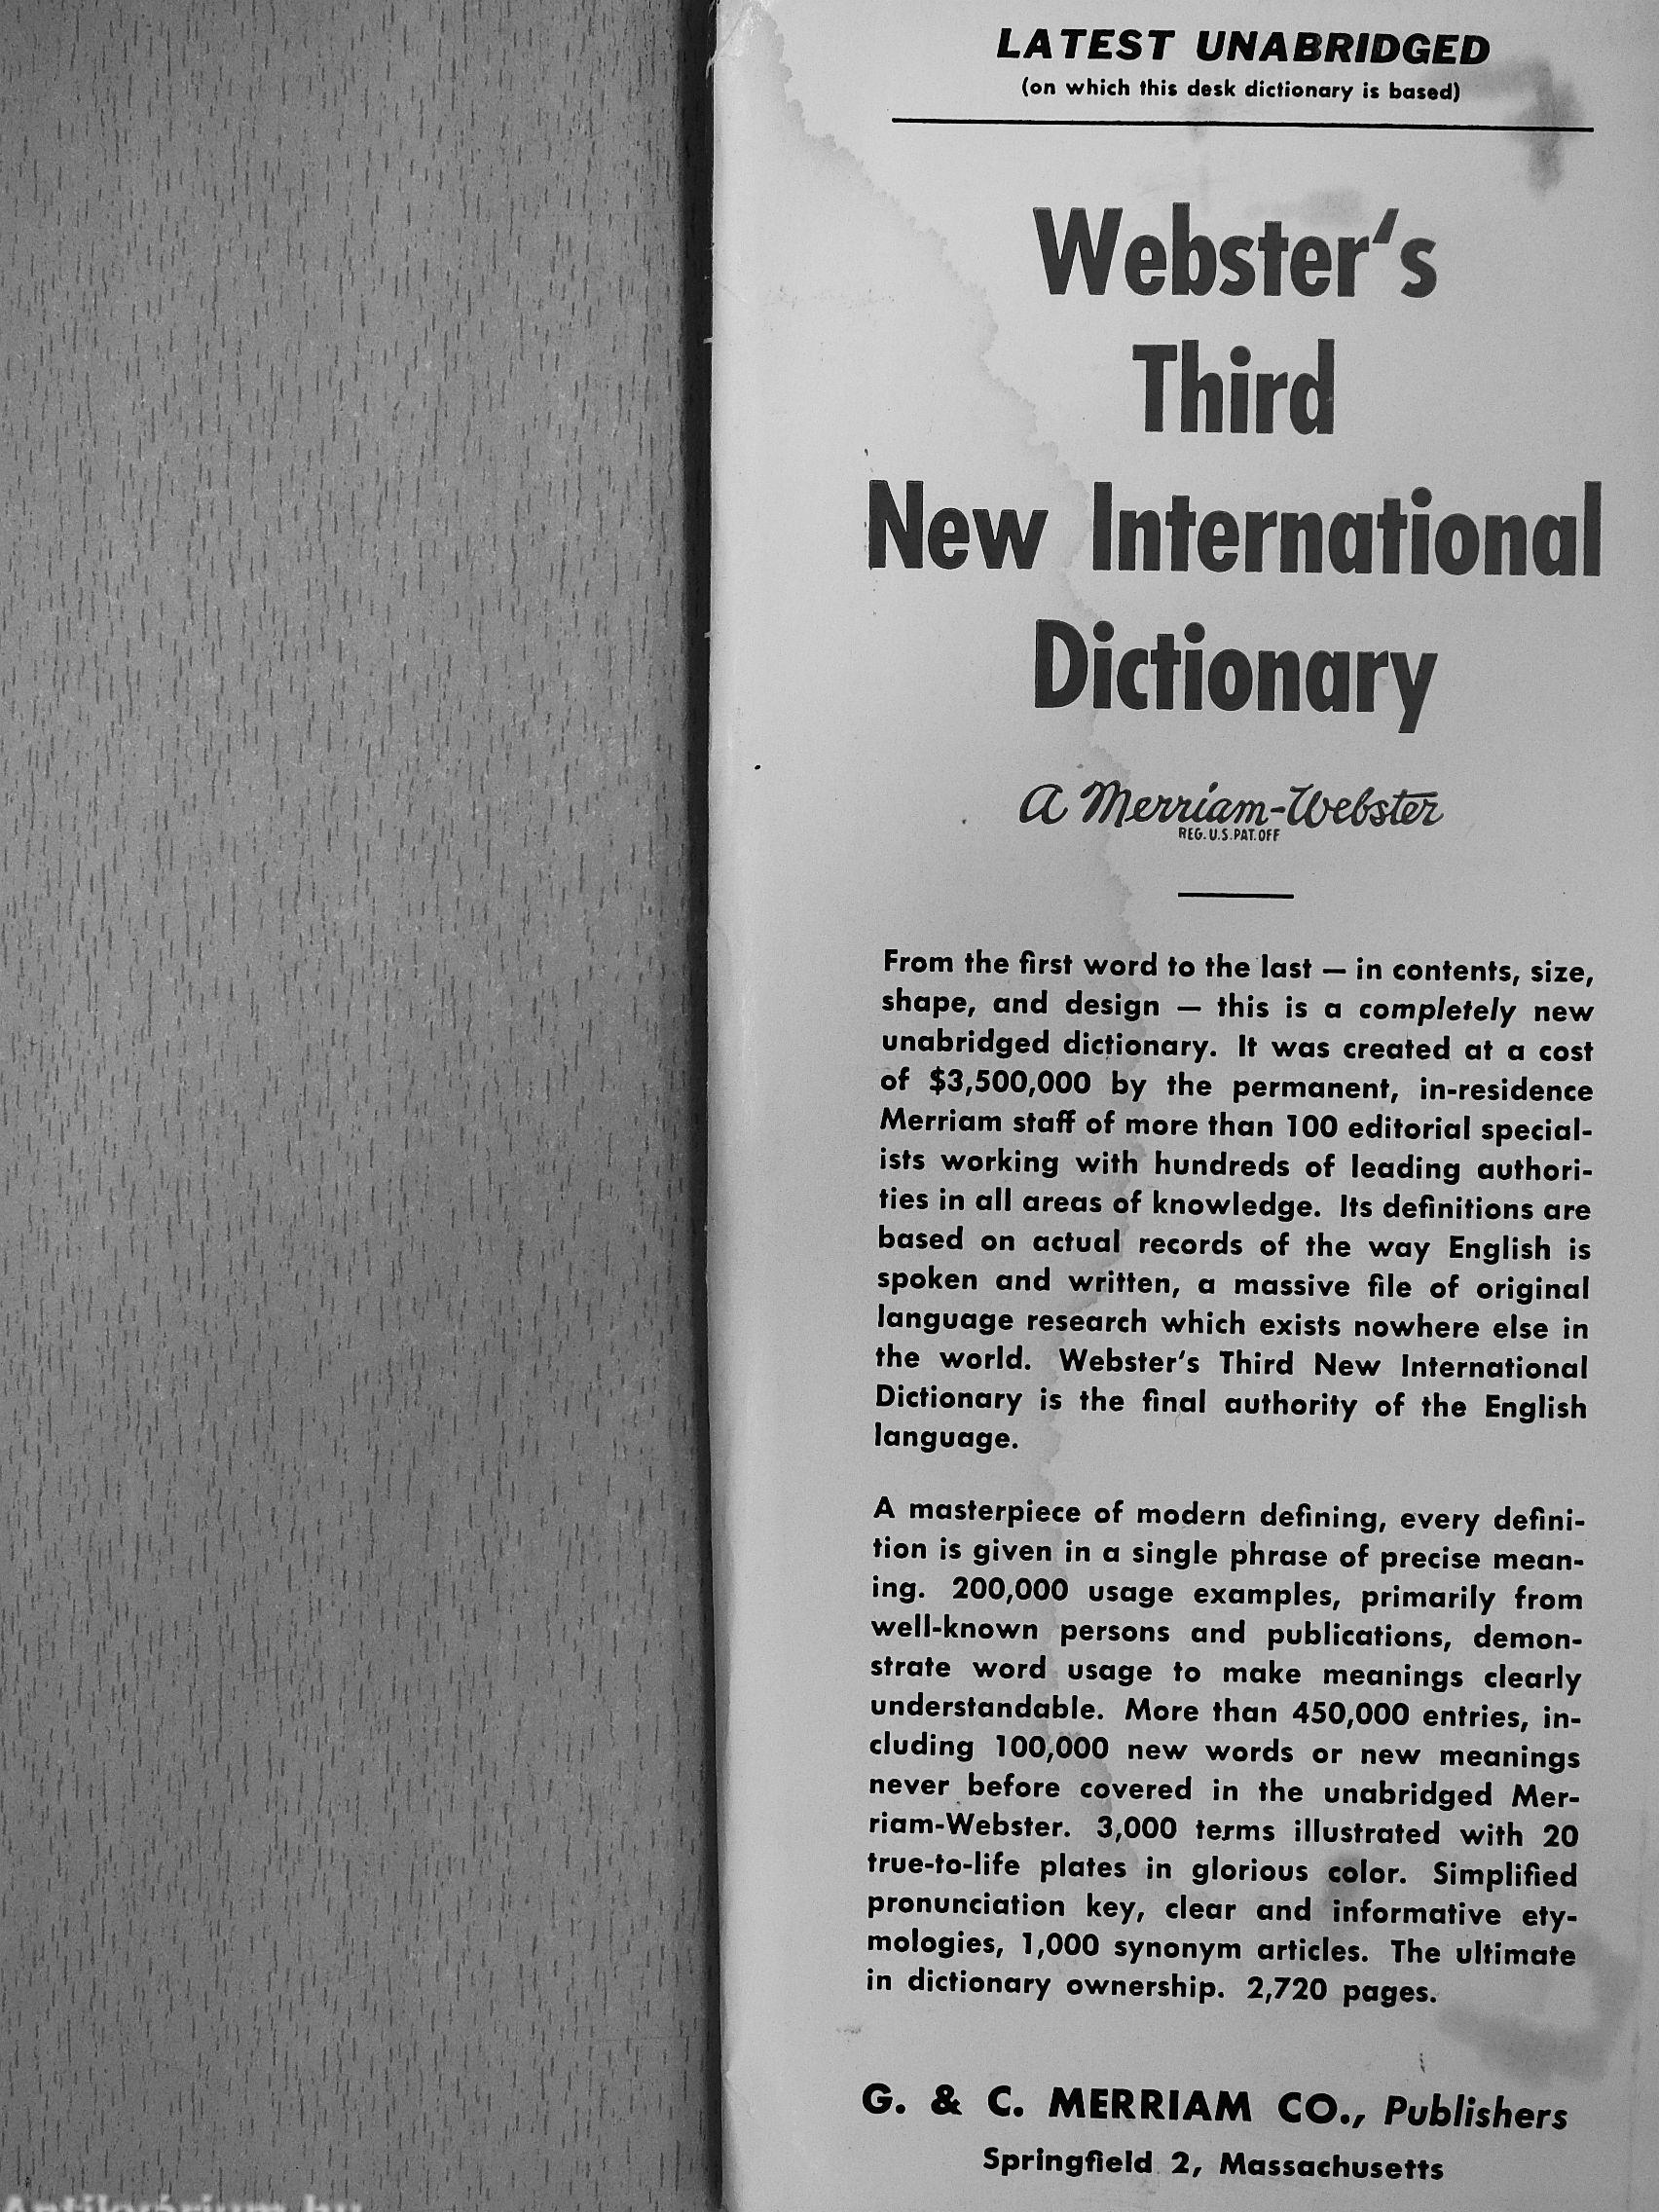 LATEST UNABRIDGED
(on which this desk dictionary is based)
Webster's
Third
New International
Dictionary
a Merriam-Webster
REG. U.S. PAT. OFF
From the first word to the last — in contents, size,
shape, and design — this is a completely new
unabridged dictionary. It was created at a cost
of $3,500,000 by the permanent, in-residence
Merriam staff of more than 100 editorial special-
ists working with hundreds of leading authori-
ties in all areas of knowledge. Its definitions are
based on actual records of the way English is
spoken and written, a massive file of original
language research which exists nowhere else in
the world. Webster's Third New International
Dictionary is the final authority of the English
language.
A masterpiece of modern defining, every defini-
tion is given in a single phrase of precise mean-
ing. 200,000 usage examples, primarily from
well-known persons and publications, demon-
strate word usage to make meanings clearly
understandable. More than 450,000 entries, in-
cluding 100,000 new words or new meanings
never before covered in the unabridged Mer-
riam-Webster. 3,000 terms illustrated with 20
true-to-life plates in glorious color. Simplified
pronunciation key, clear and informative ety-
mologies, 1,000 synonym articles. The ultimate
in dictionary ownership. 2,720 pages.
G. & C. MERRIAM CO., Publishers
Springfield 2, Massachusetts